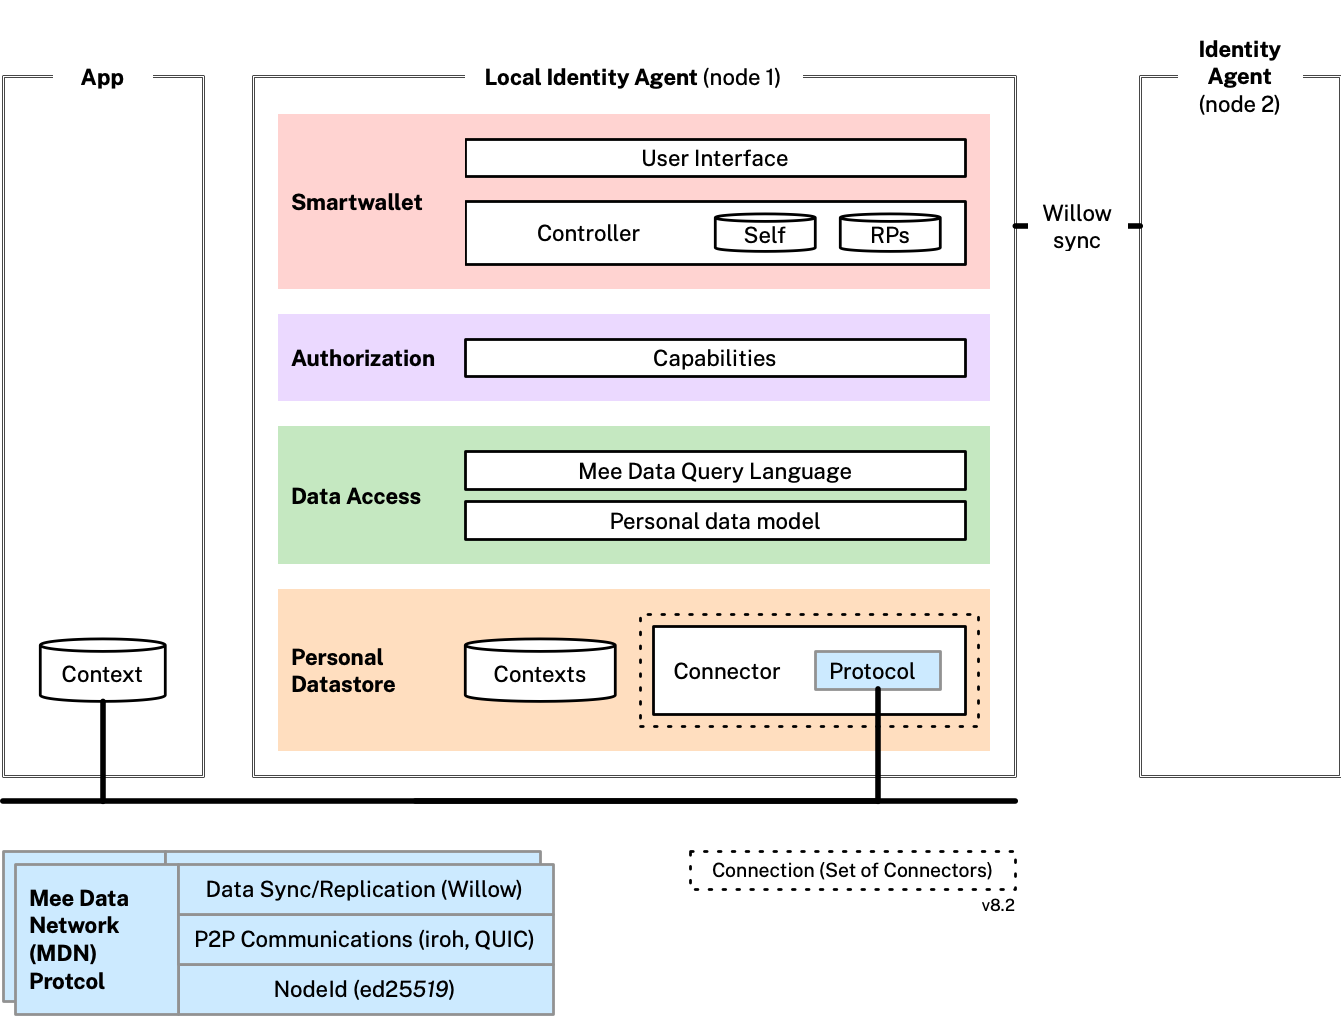 App
Local Identity Agent (node 1)
Identity
Agent
(node 2)
Smartwallet
User Interface
Controller
Self
RPs
Willow
sync
Authorization
Capabilities
Data Access
Mee Data Query Language
Personal data model
Context
Personal
Datastore
Contexts
Connector
Protocol
Connection (Set of Connectors)
v8.2
Mee Data
Network
(MDN)
Protcol
Data Sync/Replication (Willow)
P2P Communications (iroh, QUIC)
NodeId (ed25519)